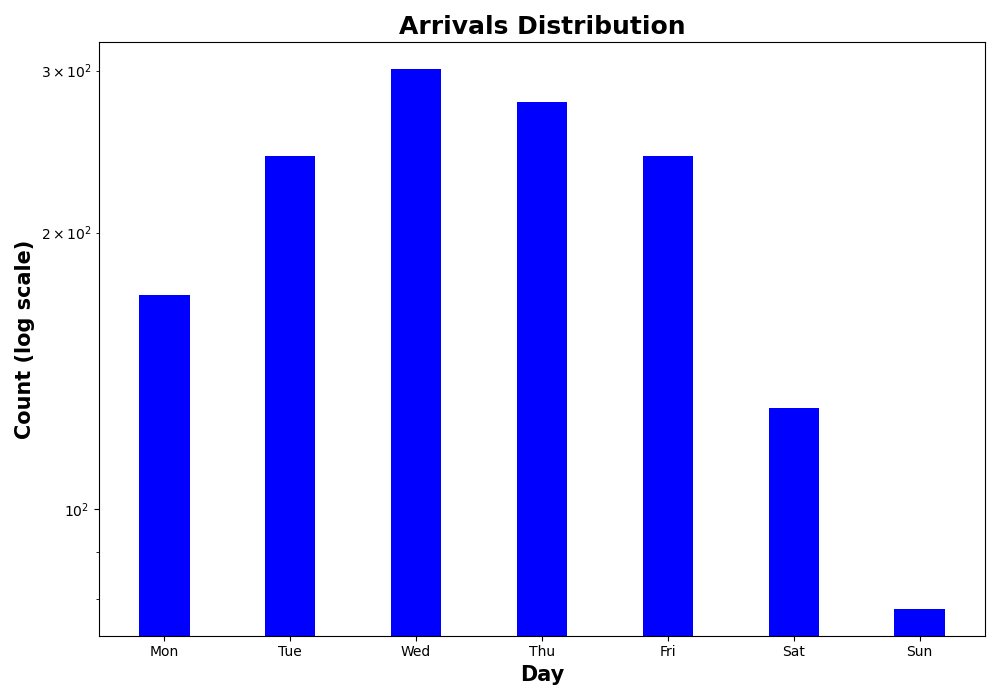 Arrivals Distribution
Count (log scale)
3 × 10²
2 × 10²
10²
Mon Tue Wed Thu Fri Sat Sun
Day